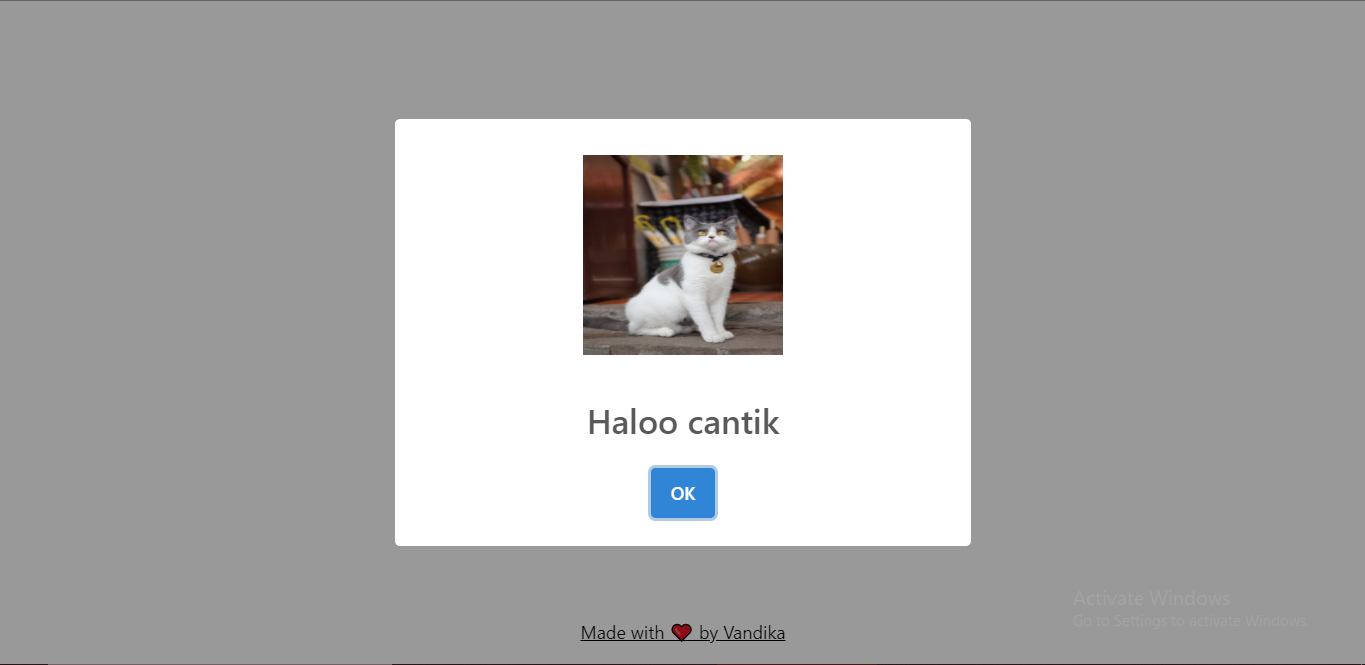 Haloo cantik
OK
Activate Windows
Go to Settings to activate Windows.
Made with ❤ by Vandika